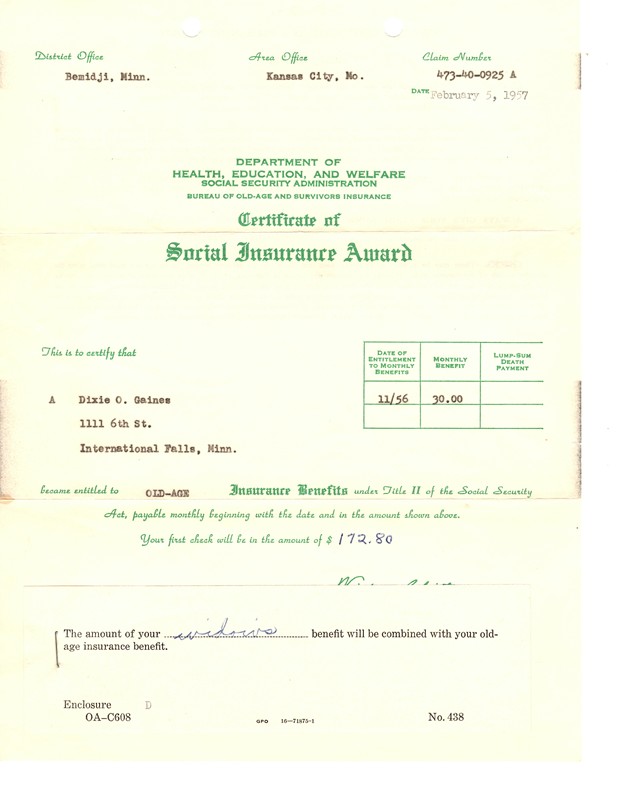 District Office Area Office Claim Number
Bemidji, Minn. Kansas City, Mo. 473-40-0925 A
DATE February 5, 1957
DEPARTMENT OF
HEALTH, EDUCATION, AND WELFARE
SOCIAL SECURITY ADMINISTRATION
BUREAU OF OLD-AGE AND SURVIVORS INSURANCE
Certificate of
Social Insurance Award
This is to certify that
DATE OF ENTITLEMENT TO MONTHLY BENEFITS MONTHLY BENEFIT LUMP-SUM DEATH PAYMENT
11/56 30.00
A Dixie O. Gaines
1111 6th St.
International Falls, Minn.
became entitled to OLD-AGE Insurance Benefits under Title II of the Social Security
Act, payable monthly beginning with the date and in the amount shown above.
Your first check will be in the amount of $ 172.80
The amount of your widows benefit will be combined with your old-
age insurance benefit.
Enclosure D
OA-C608 GPO 16—71875-1 No. 438